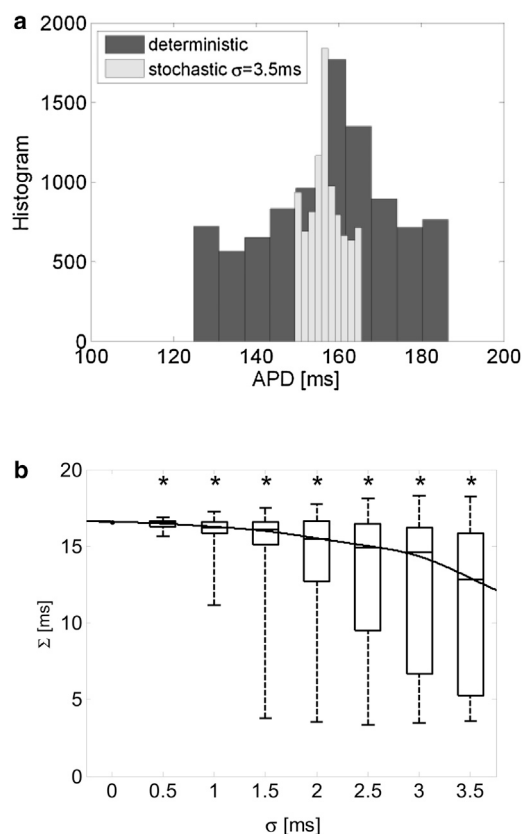 a
2000
1500
1000
500
0
Histogram
deterministic
stochastic σ=3.5ms
100 120 140 160 180 200
APD [ms]
b
20
15
10
5
0
Σ [ms]
* * * * * * *
0 0.5 1 1.5 2 2.5 3 3.5
σ [ms]